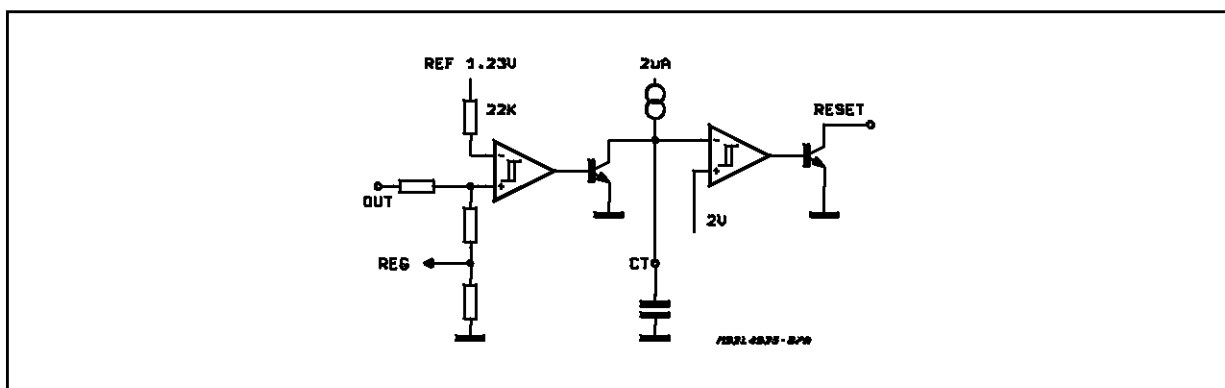 REF 1.23V
2uA
22K
RESET
-
-
+
+
OUT
2V
REG
CT